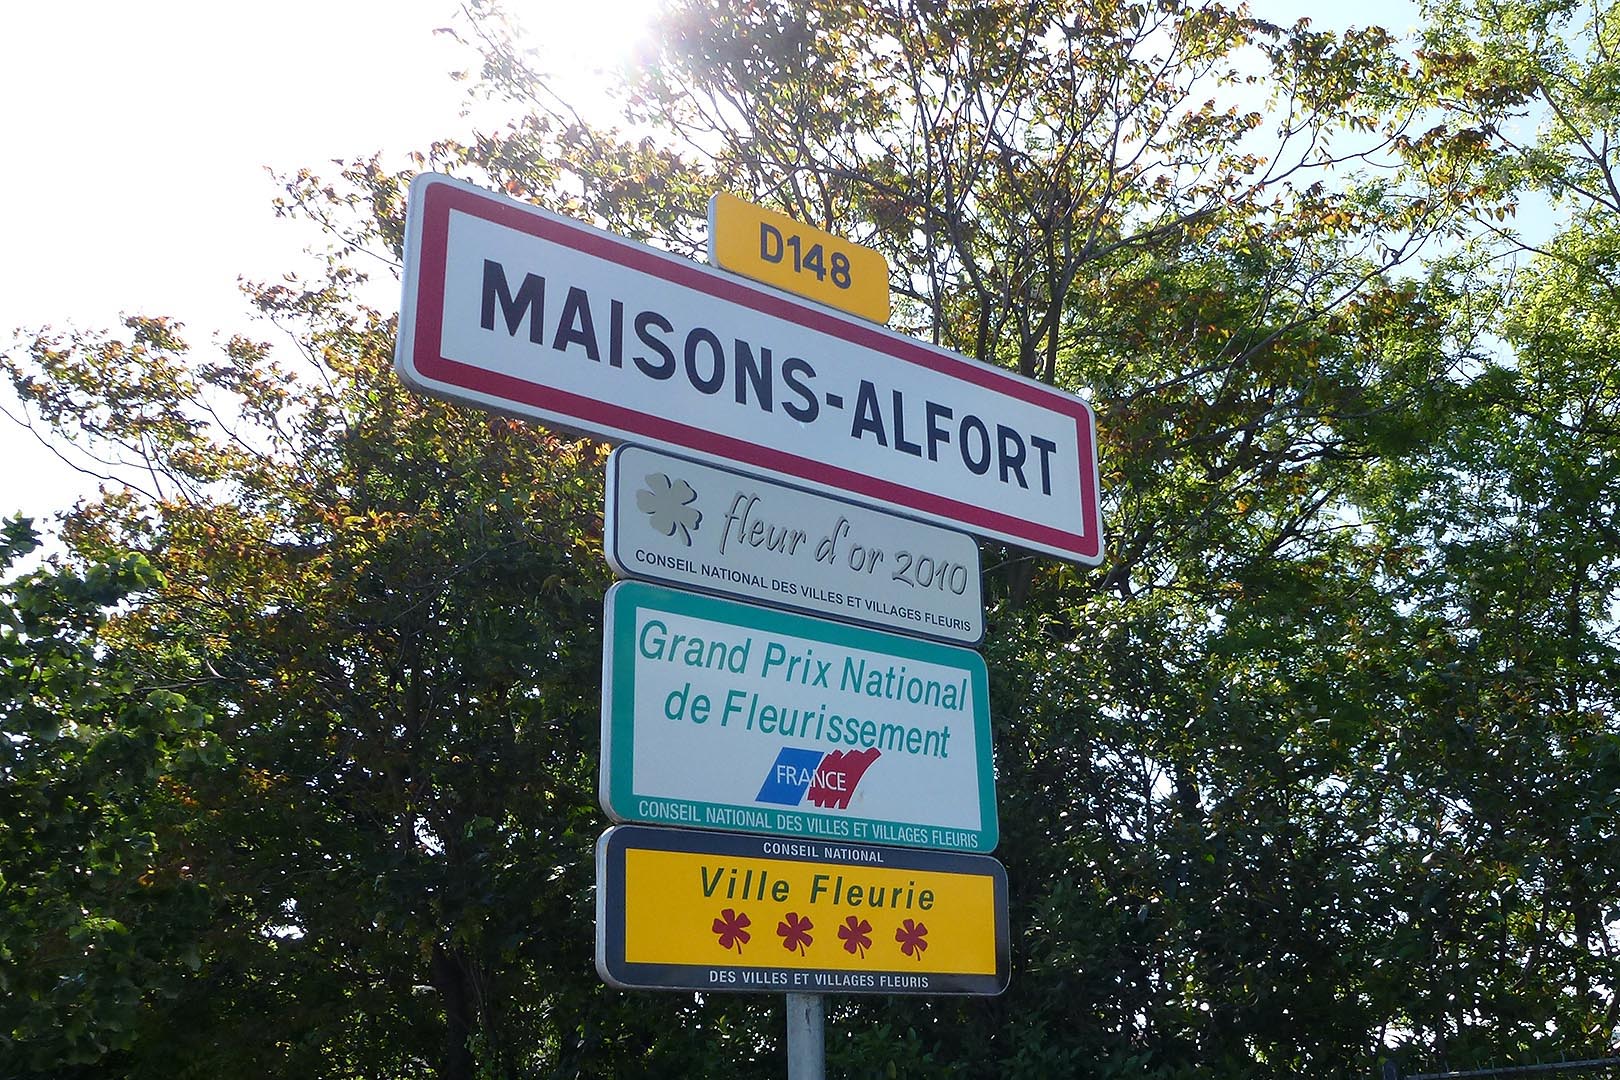 D148
MAISONS-ALFORT
fleur d'or 2010
CONSEIL NATIONAL DES VILLES ET VILLAGES FLEURIS
Grand Prix National
de Fleurissement
FRANCE
CONSEIL NATIONAL DES VILLES ET VILLAGES FLEURIS
CONSEIL NATIONAL
Ville Fleurie
DES VILLES ET VILLAGES FLEURIS